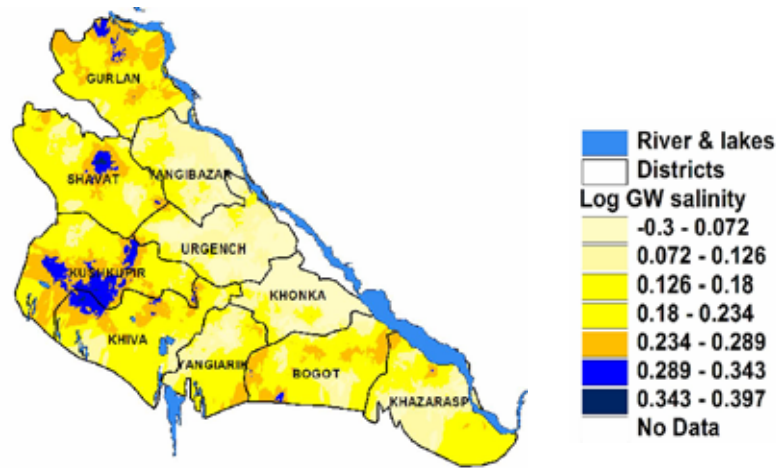 GURLAN
SHAVAT
YANGIBAZAR
URGENCH
KUSHKUPIR
KHONKA
KHIVA
YANGIARIK
BOGOT
KHAZARASP
River & lakes
Districts
Log GW salinity
-0.3 - 0.072
0.072 - 0.126
0.126 - 0.18
0.18 - 0.234
0.234 - 0.289
0.289 - 0.343
0.343 - 0.397
No Data